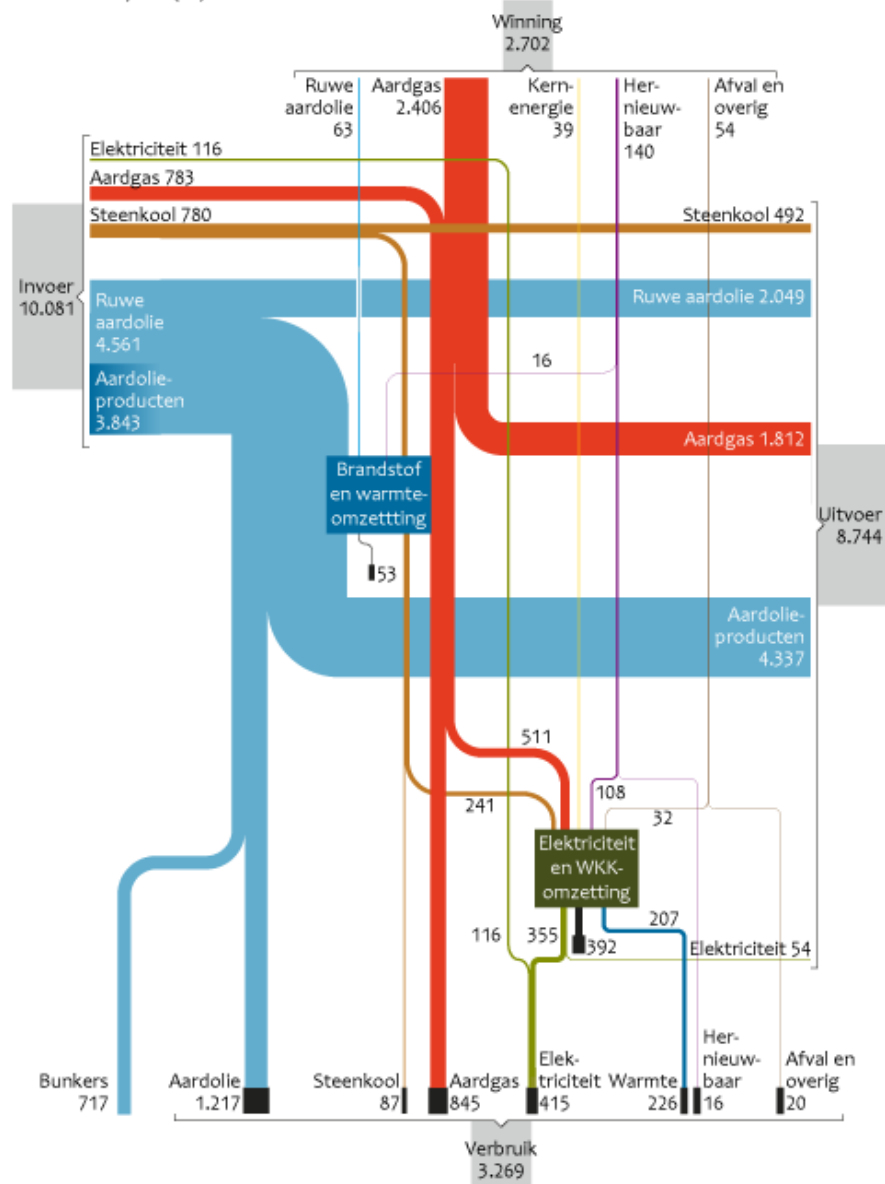 Winning
2.702
Ruwe
aardolie
63
Aardgas
2.406
Kern-
energie
39
Her-
nieuw-
baar
140
Afval en
overig
54
Elektriciteit 116
Aardgas 783
Steenkool 780
Steenkool 492
Invoer
10.081
Ruwe
aardolie
4.561
Ruwe aardolie 2.049
Aardolie-
producten
3.843
16
Aardgas 1.812
Brandstof
en warmte-
omzettting
53
Uitvoer
8.744
Aardolie-
producten
4.337
511
241
108
32
Elektriciteit
en WKK-
omzetting
116
355
392
207
Elektriciteit 54
Bunkers
717
Aardolie
1.217
Steenkool
87
Aardgas
845
Elek-
triciteit
415
Warmte
226
Her-
nieuw-
baar
16
Afval en
overig
20
Verbruik
3.269